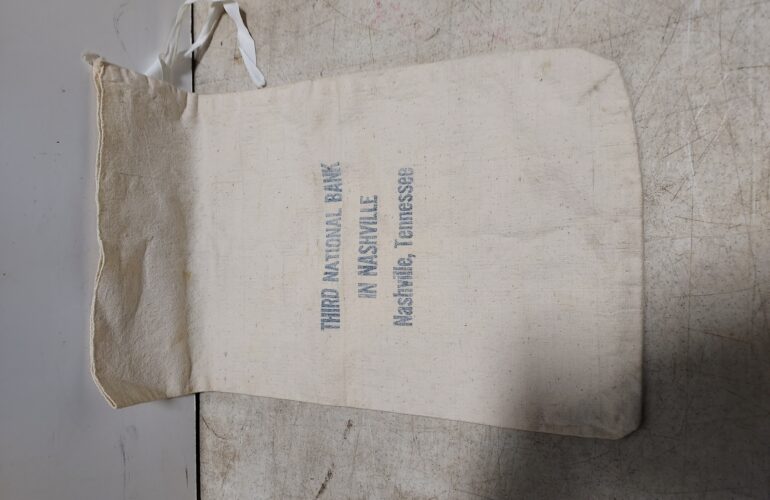 THIRD NATIONAL BANK
IN NASHVILLE
Nashville, Tennessee